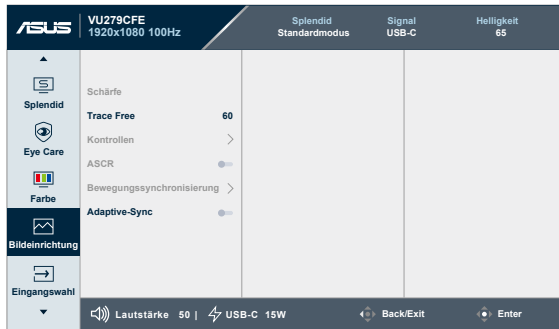 ASUS
VU279CFE
1920x1080 100Hz
Splendid
Standardmodus
Signal
USB-C
Helligkeit
65
Splendid
Eye Care
Farbe
Bildeinrichtung
Eingangswahl
Schärfe
Trace Free 60
Kontrollen
ASCR
Bewegungssynchronisierung
Adaptive-Sync
Lautstärke 50 | USB-C 15W
Back/Exit
Enter